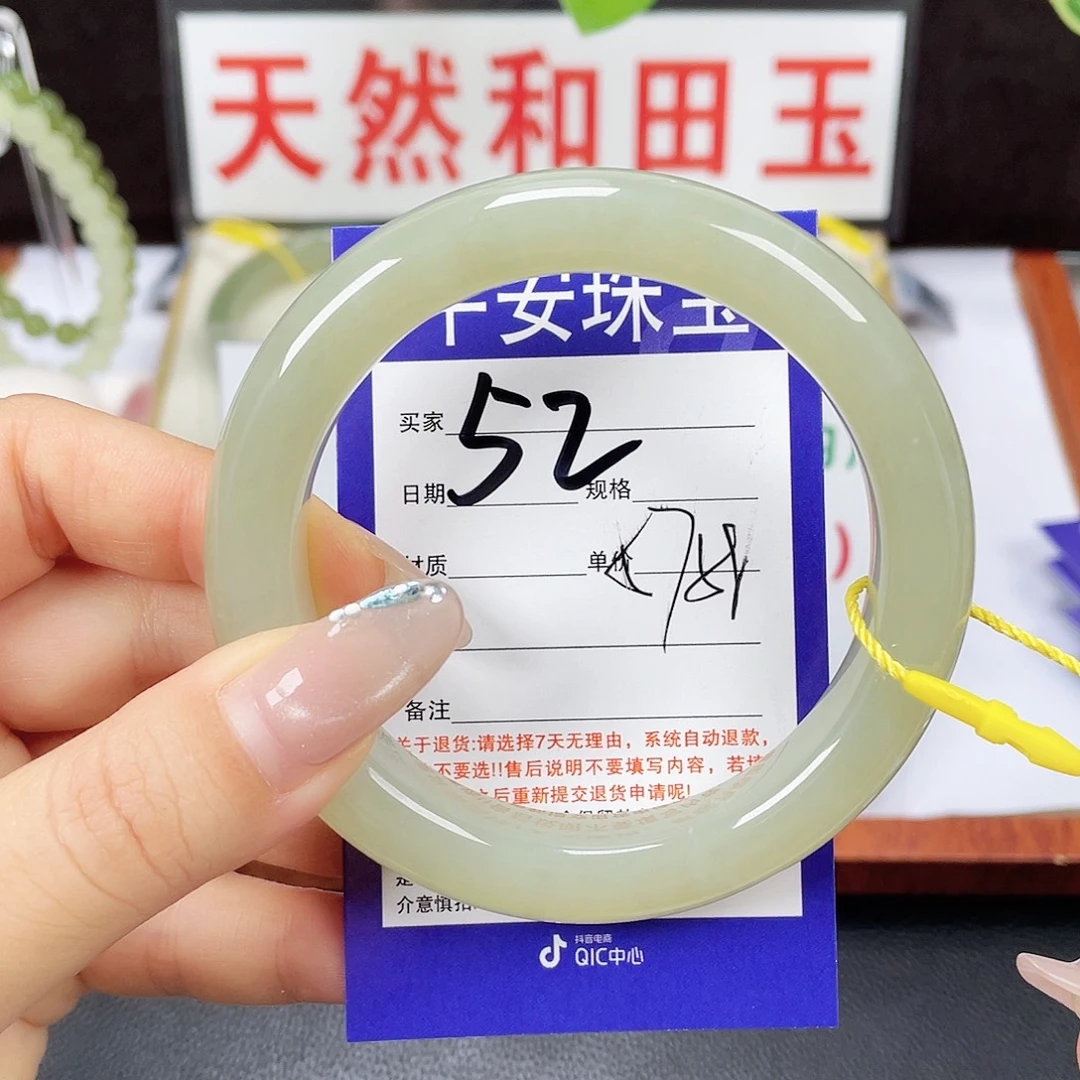 天然和田玉
平安珠宝
买家 52
日期 规格
材质 单价
备注
关于退货:请选择7天无理由，系统自动退款，
不要选!!售后说明不要填写内容，若填
之后重新提交退货申请呢!
介意慎拍
抖音电商
QIC中心